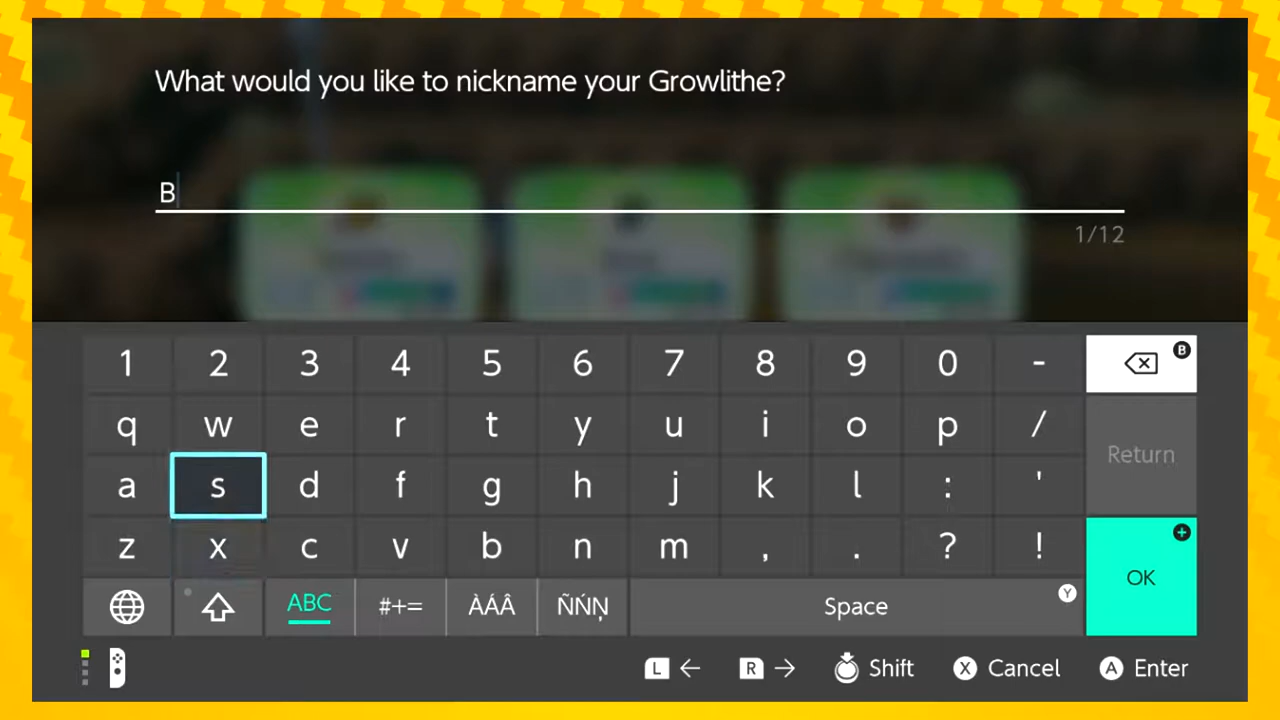 What would you like to nickname your Growlithe?
B
1/12
1 2 3 4 5 6 7 8 9 0 - B
q w e r t y u i o p / Return
a s d f g h j k l : '
z x c v b n m , . ? ! + OK
ABC #+= ÀÁÂ ÑŃŅ Space Y
L ← R → Shift X Cancel A Enter